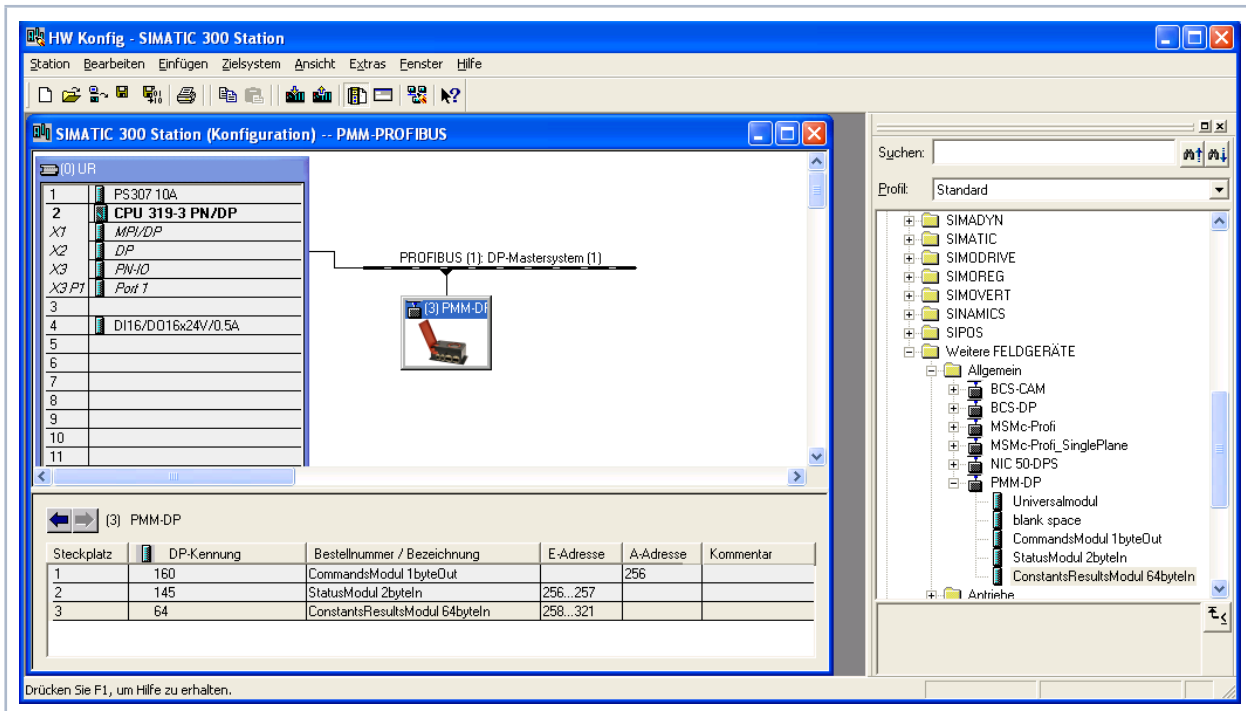 HW Konfig - SIMATIC 300 Station
Station Bearbeiten Einfügen Zielsystem Ansicht Extras Fenster Hilfe
SIMATIC 300 Station (Konfiguration) -- PMM-PROFIBUS
(0) UR
1 PS307 10A
2 CPU 319-3 PN/DP
X1 MPI/DP
X2 DP
X3 PN-IO
X3 P1 Port 1
3
4 DI16/DO16x24V/0.5A
5
6
7
8
9
10
11
PROFIBUS (1): DP-Mastersystem (1)
(3) PMM-DP
(3) PMM-DP
Steckplatz DP-Kennung Bestellnummer / Bezeichnung E-Adresse A-Adresse Kommentar
1 160 CommandsModul 1byteOut 256
2 145 StatusModul 2byteIn 256...257
3 64 ConstantsResultsModul 64byteIn 258...321
Suchen:
Profil: Standard
SIMADYN
SIMATIC
SIMODRIVE
SIMOREG
SIMOVERT
SINAMICS
SIPOS
Weitere FELDGERÄTE
Allgemein
BCS-CAM
BCS-DP
MSMc-Profi
MSMc-Profi_SinglePlane
NIC 50-DPS
PMM-DP
Universalmodul
blank space
CommandsModul 1byteOut
StatusModul 2byteIn
ConstantsResultsModul 64byteIn
Antriebe
Drücken Sie F1, um Hilfe zu erhalten.